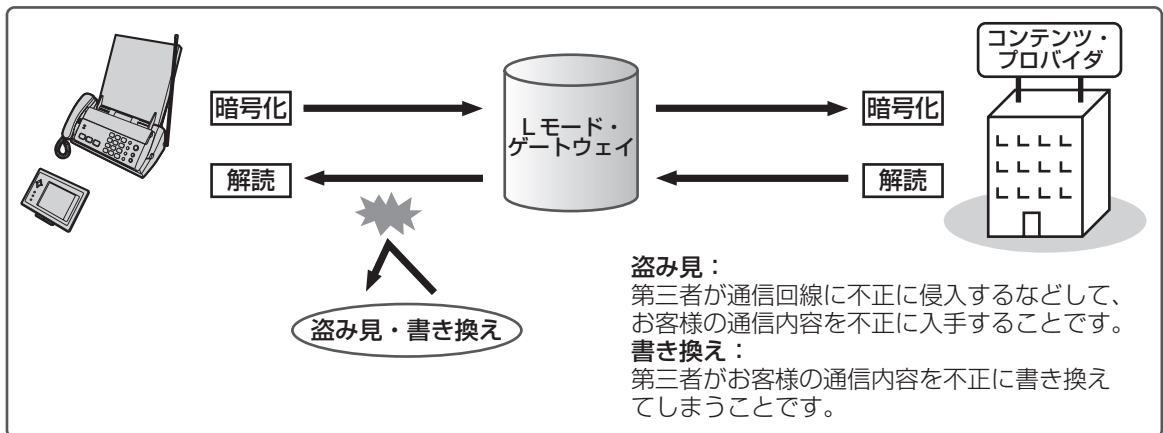 コンテンツ・
プロバイダ
暗号化
Lモード・
ゲートウェイ
暗号化
解読
解読
盗み見・書き換え
盗み見：
第三者が通信回線に不正に侵入するなどして、
お客様の通信内容を不正に入手することです。
書き換え：
第三者がお客様の通信内容を不正に書き換え
てしまうことです。